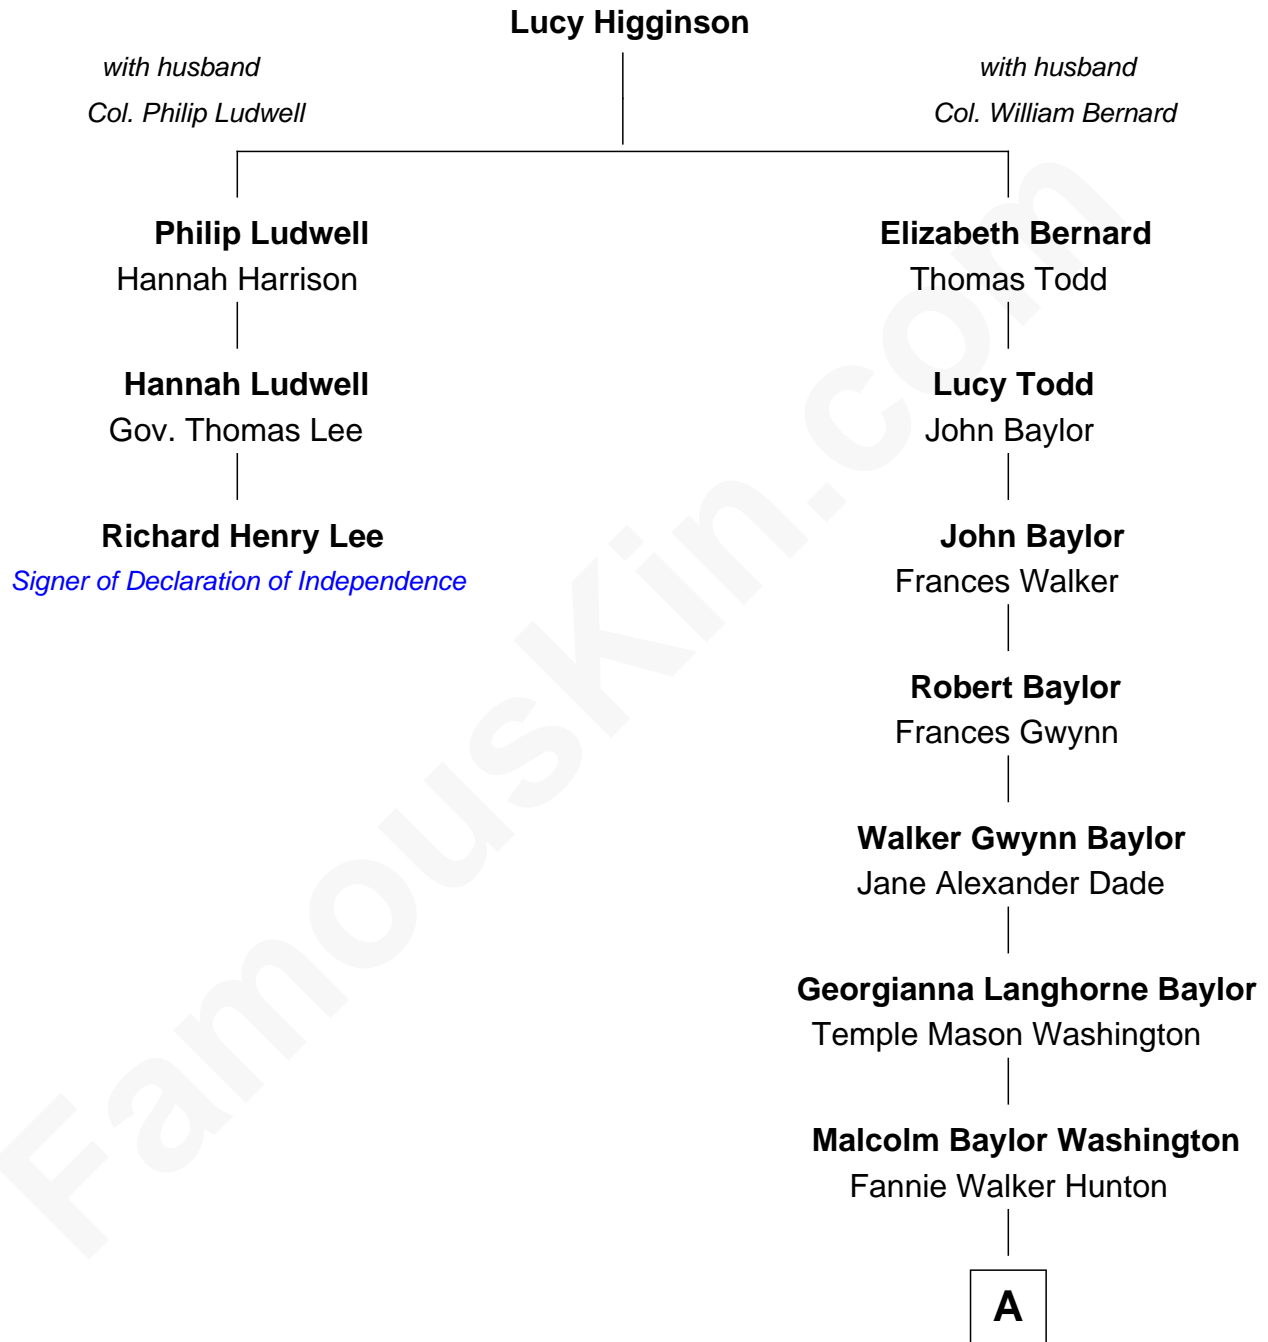 Lucy Higginson
with husband
Col. Philip Ludwell
with husband
Col. William Bernard
Philip Ludwell
Hannah Harrison
Hannah Ludwell
Gov. Thomas Lee
Richard Henry Lee
Signer of Declaration of Independence
Elizabeth Bernard
Thomas Todd
Lucy Todd
John Baylor
John Baylor
Frances Walker
Robert Baylor
Frances Gwynn
Walker Gwynn Baylor
Jane Alexander Dade
Georgianna Langhorne Baylor
Temple Mason Washington
Malcolm Baylor Washington
Fannie Walker Hunton
A
FamousKin.com